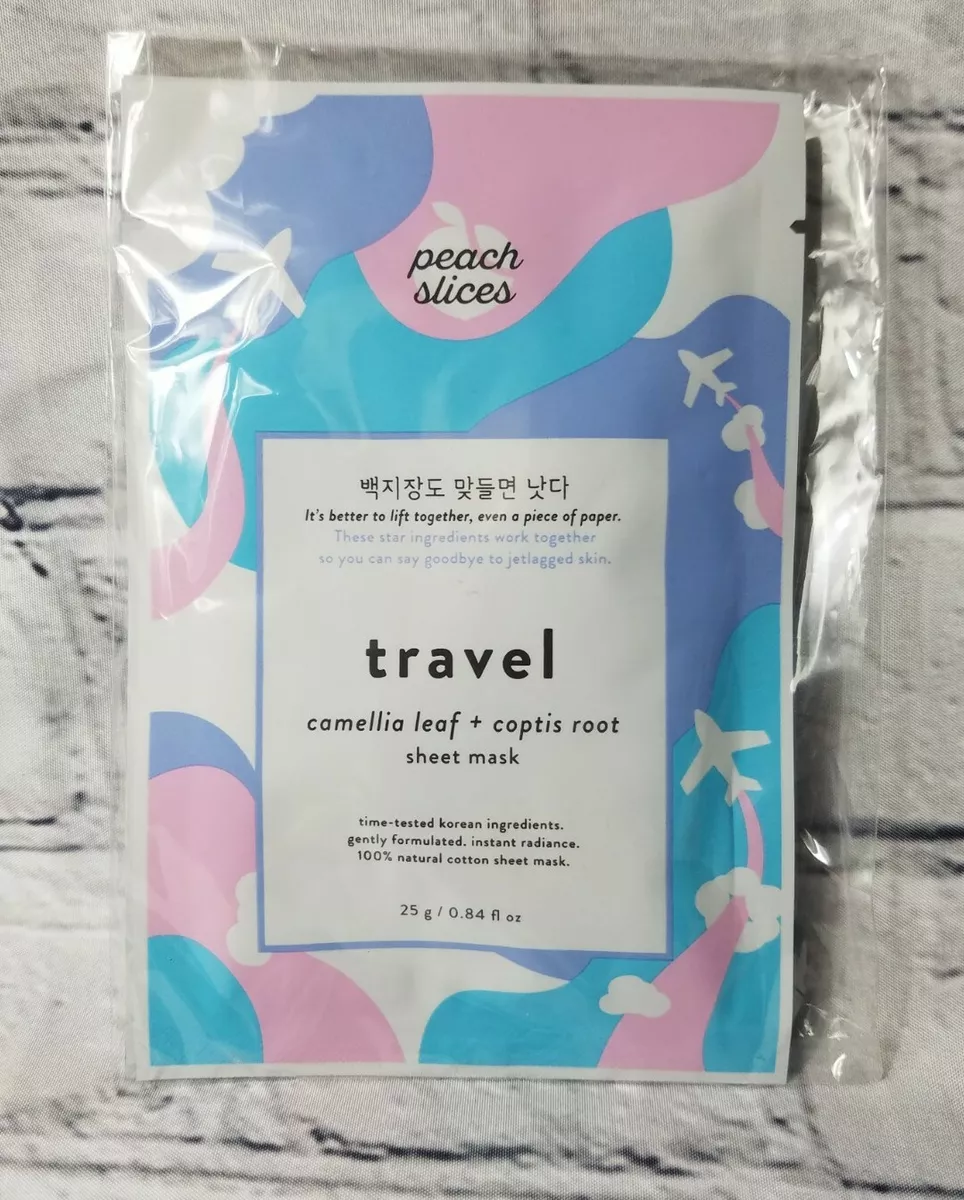 peach
slices
백지장도 맞들면 낫다
It's better to lift together, even a piece of paper.
These star ingredients work together
so you can say goodbye to jetlagged skin.
travel
camellia leaf + coptis root
sheet mask
time-tested korean ingredients.
gently formulated. instant radiance.
100% natural cotton sheet mask.
25 g / 0.84 fl oz